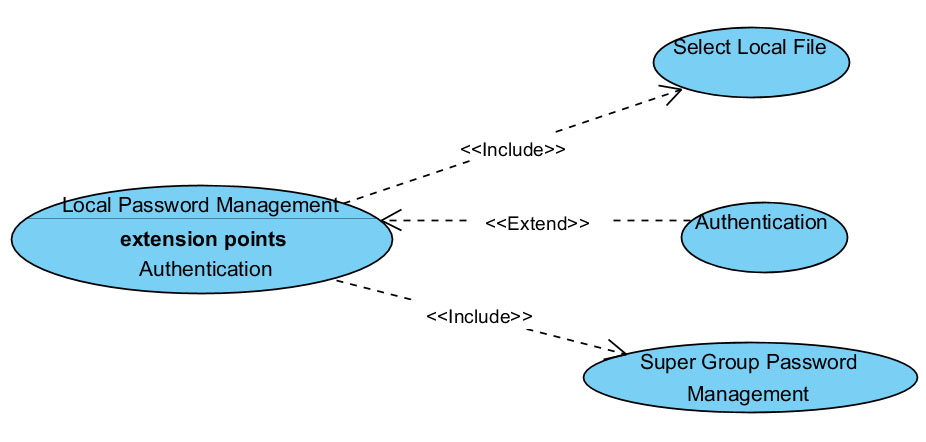 Select Local File
<<Include>>
Local Password Management
extension points
Authentication
<<Extend>>
Authentication
<<Include>>
Super Group Password
Management